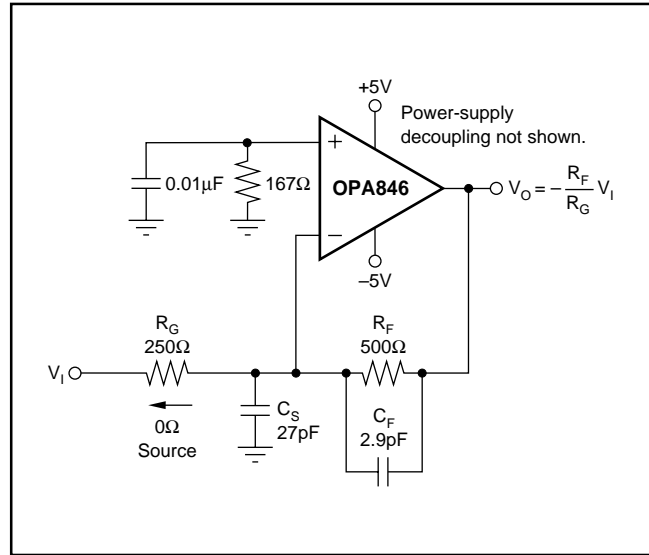 +5V
Power-supply
decoupling not shown.
+
0.01µF
167Ω
OPA846
V_O = – R_F / R_G V_I
–
–5V
R_G
250Ω
R_F
500Ω
V_I
C_S
27pF
C_F
2.9pF
0Ω
Source